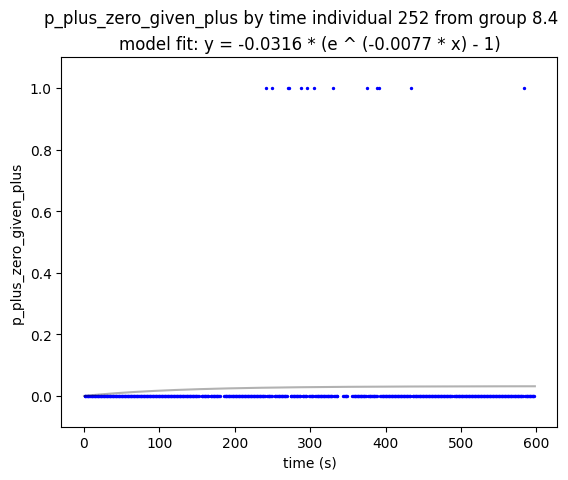 p_plus_zero_given_plus by time individual 252 from group 8.4
model fit: y = -0.0316 * (e ^ (-0.0077 * x) - 1)
1.0
0.8
0.6
0.4
0.2
0.0
p_plus_zero_given_plus
0 100 200 300 400 500 600
time (s)